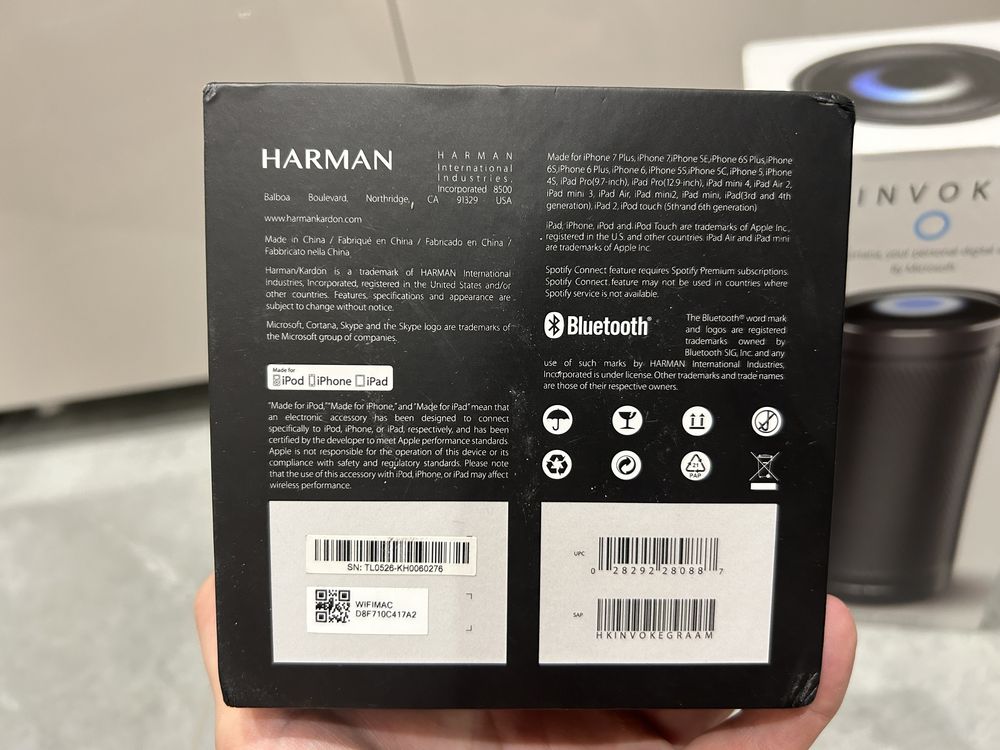 HARMAN
HARMAN
International
Industries,
Incorporated 8500
Balboa Boulevard, Northridge, CA 91329 USA
www.harmankardon.com
Made in China / Fabriqué en China / Fabricado en China /
Fabbricato nella China
Harman/Kardon is a trademark of HARMAN International
Industries, Incorporated, registered in the United States and/or
other countries. Features, specifications and appearance are
subject to change without notice.
Microsoft, Cortana, Skype and the Skype logo are trademarks of
the Microsoft group of companies.
Made for
iPod iPhone iPad
"Made for iPod," "Made for iPhone," and "Made for iPad" mean that
an electronic accessory has been designed to connect
specifically to iPod, iPhone, or iPad, respectively, and has been
certified by the developer to meet Apple performance standards.
Apple is not responsible for the operation of this device or its
compliance with safety and regulatory standards. Please note
that the use of this accessory with iPod, iPhone, or iPad may affect
wireless performance.
SN: TL0526-KH0060276
WIFIMAC
D8F710C417A2
Made for iPhone 7 Plus, iPhone 7,iPhone SE,iPhone 6S Plus,iPhone
6S,iPhone 6 Plus, iPhone 6, iPhone 5S,iPhone 5C, iPhone 5, iPhone
4S, iPad Pro(9.7-inch), iPad Pro(12.9-inch), iPad mini 4, iPad Air 2,
iPad mini 3, iPad Air, iPad mini2, iPad mini, iPad(3rd and 4th
generation), iPad 2, iPod touch (5th and 6th generation)
iPad, iPhone, iPod and iPod Touch are trademarks of Apple Inc.,
registered in the U.S. and other countries. iPad Air and iPad mini
are trademarks of Apple Inc.
Spotify Connect feature requires Spotify Premium subscriptions.
Spotify Connect feature may not be used in countries where
Spotify service is not available.
Bluetooth®
The Bluetooth® word mark
and logos are registered
trademarks owned by
Bluetooth SIG, Inc. and any
use of such marks by HARMAN International Industries,
Incorporated is under license. Other trademarks and trade names
are those of their respective owners.
21
PAP
UPC
0 28292 28088 7
SAP
HKINVOKEGRAAM
INVOK
your personal digital
By Microsoft